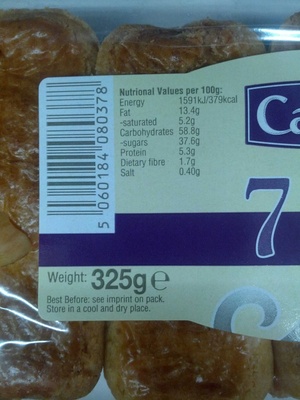 Nutrional Values per 100g:
Energy 1591kJ/379kcal
Fat 13.4g
-saturated 5.2g
Carbohydrates 58.8g
-sugars 37.6g
Protein 5.3g
Dietary fibre 1.7g
Salt 0.40g
5 060184 080378
Ca
7
Weight: 325g e
Best Before: see imprint on pack.
Store in a cool and dry place.